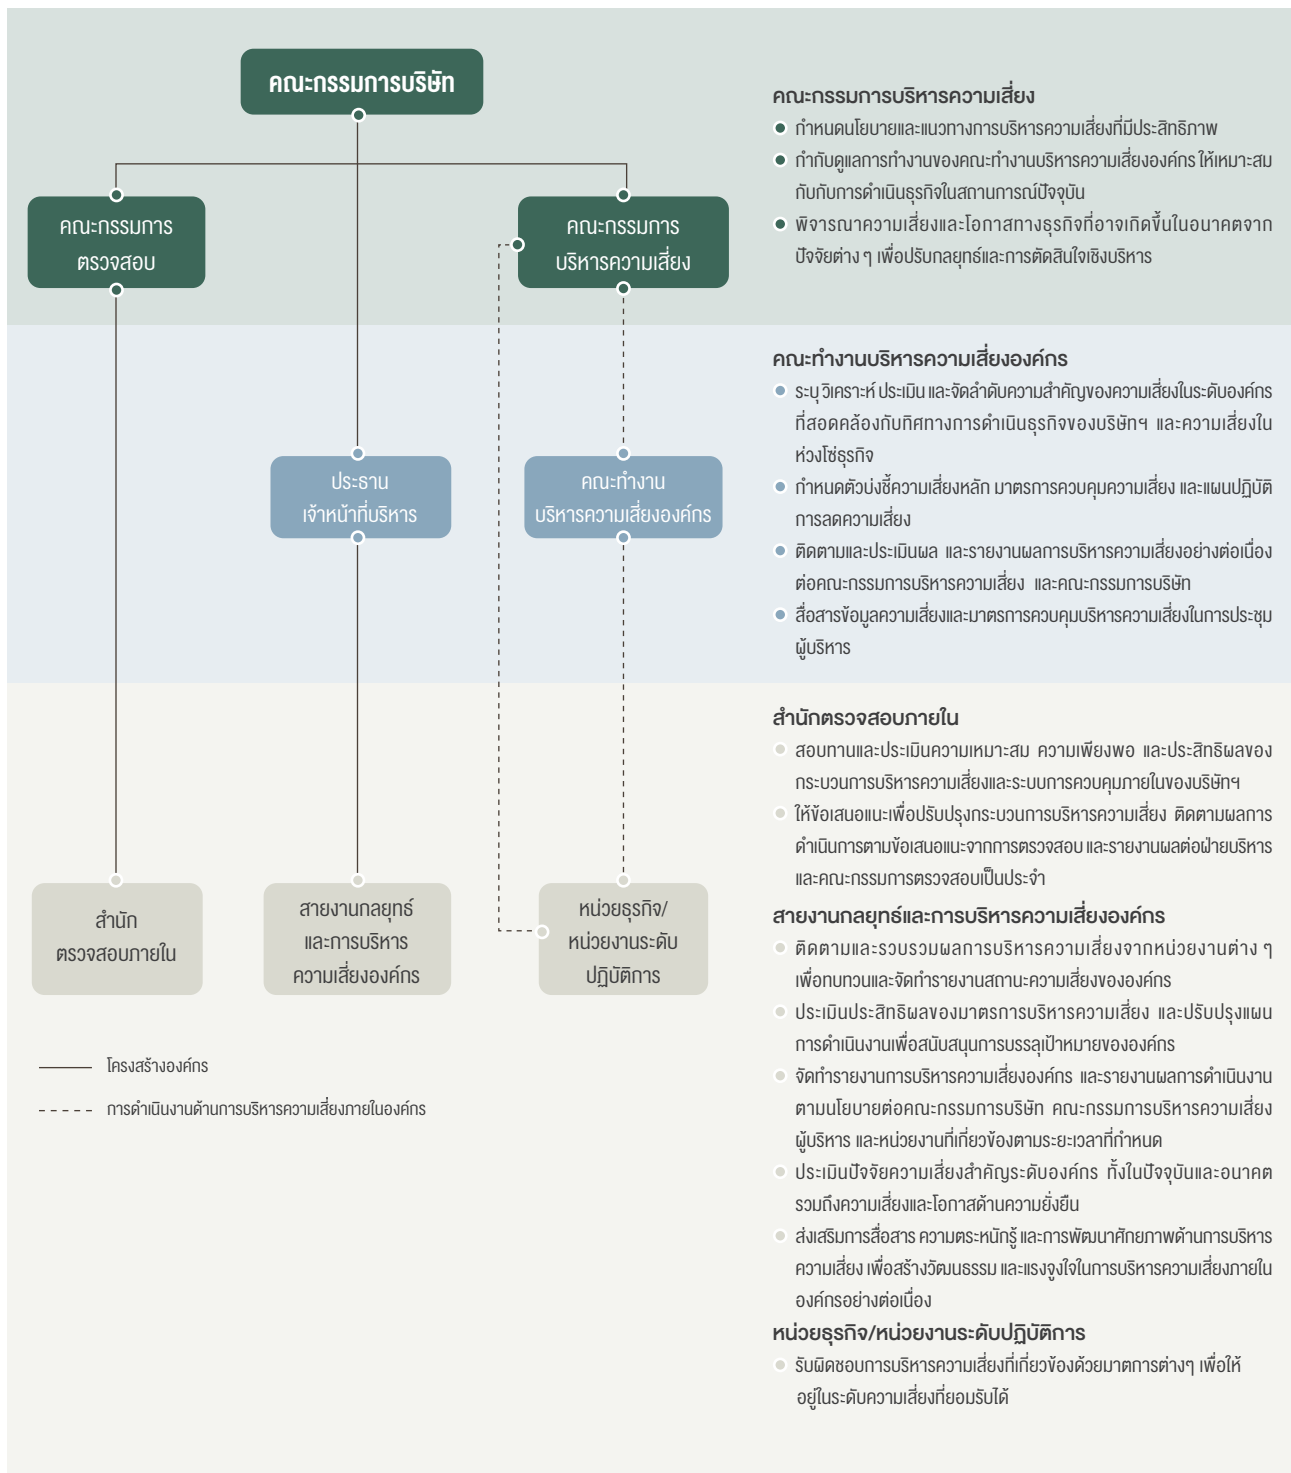 คณะกรรมการบริษัท
คณะกรรมการ
ตรวจสอบ
คณะกรรมการ
บริหารความเสี่ยง
ประธาน
เจ้าหน้าที่บริหาร
คณะทำงาน
บริหารความเสี่ยงองค์กร
สำนัก
ตรวจสอบภายใน
สายงานกลยุทธ์
และการบริหาร
ความเสี่ยงองค์กร
หน่วยธุรกิจ/
หน่วยงานระดับ
ปฏิบัติการ
โครงสร้างองค์กร
การดำเนินงานด้านการบริหารความเสี่ยงภายในองค์กร
คณะกรรมการบริหารความเสี่ยง
กำหนดนโยบายและแนวทางการบริหารความเสี่ยงที่มีประสิทธิภาพ
กำกับดูแลการทำงานของคณะทำงานบริหารความเสี่ยงองค์กร ให้เหมาะสม
กับกับการดำเนินธุรกิจในสถานการณ์ปัจจุบัน
พิจารณาความเสี่ยงและโอกาสทางธุรกิจที่อาจเกิดขึ้นในอนาคตจาก
ปัจจัยต่าง ๆ เพื่อปรับกลยุทธ์และการตัดสินใจเชิงบริหาร
คณะทำงานบริหารความเสี่ยงองค์กร
ระบุ วิเคราะห์ ประเมิน และจัดลำดับความสำคัญของความเสี่ยงในระดับองค์กร
ที่สอดคล้องกับทิศทางการดำเนินธุรกิจของบริษัทฯ และความเสี่ยงใน
ห่วงโซ่ธุรกิจ
กำหนดตัวบ่งชี้ความเสี่ยงหลัก มาตรการควบคุมความเสี่ยง และแผนปฏิบัติ
การลดความเสี่ยง
ติดตามและประเมินผล และรายงานผลการบริหารความเสี่ยงอย่างต่อเนื่อง
ต่อคณะกรรมการบริหารความเสี่ยง และคณะกรรมการบริษัท
สื่อสารข้อมูลความเสี่ยงและมาตรการควบคุมบริหารความเสี่ยงในการประชุม
ผู้บริหาร
สำนักตรวจสอบภายใน
สอบทานและประเมินความเหมาะสม ความเพียงพอ และประสิทธิผลของ
กระบวนการบริหารความเสี่ยงและระบบการควบคุมภายในของบริษัทฯ
ให้ข้อเสนอแนะเพื่อปรับปรุงกระบวนการบริหารความเสี่ยง ติดตามผลการ
ดำเนินการตามข้อเสนอแนะจากการตรวจสอบ และรายงานผลต่อฝ่ายบริหาร
และคณะกรรมการตรวจสอบเป็นประจำ
สายงานกลยุทธ์และการบริหารความเสี่ยงองค์กร
ติดตามและรวบรวมผลการบริหารความเสี่ยงจากหน่วยงานต่าง ๆ
เพื่อทบทวนและจัดทำรายงานสถานะความเสี่ยงขององค์กร
ประเมินประสิทธิผลของมาตรการบริหารความเสี่ยง และปรับปรุงแผน
การดำเนินงานเพื่อสนับสนุนการบรรลุเป้าหมายขององค์กร
จัดทำรายงานการบริหารความเสี่ยงองค์กร และรายงานผลการดำเนินงาน
ตามนโยบายต่อคณะกรรมการบริษัท คณะกรรมการบริหารความเสี่ยง
ผู้บริหาร และหน่วยงานที่เกี่ยวข้องตามระยะเวลาที่กำหนด
ประเมินปัจจัยความเสี่ยงสำคัญระดับองค์กร ทั้งในปัจจุบันและอนาคต
รวมถึงความเสี่ยงและโอกาสด้านความยั่งยืน
ส่งเสริมการสื่อสาร ความตระหนักรู้ และการพัฒนาศักยภาพด้านการบริหาร
ความเสี่ยง เพื่อสร้างวัฒนธรรม และแรงจูงใจในการบริหารความเสี่ยงภายใน
องค์กรอย่างต่อเนื่อง
หน่วยธุรกิจ/หน่วยงานระดับปฏิบัติการ
รับผิดชอบการบริหารความเสี่ยงที่เกี่ยวข้องด้วยมาตการต่างๆ เพื่อให้
อยู่ในระดับความเสี่ยงที่ยอมรับได้